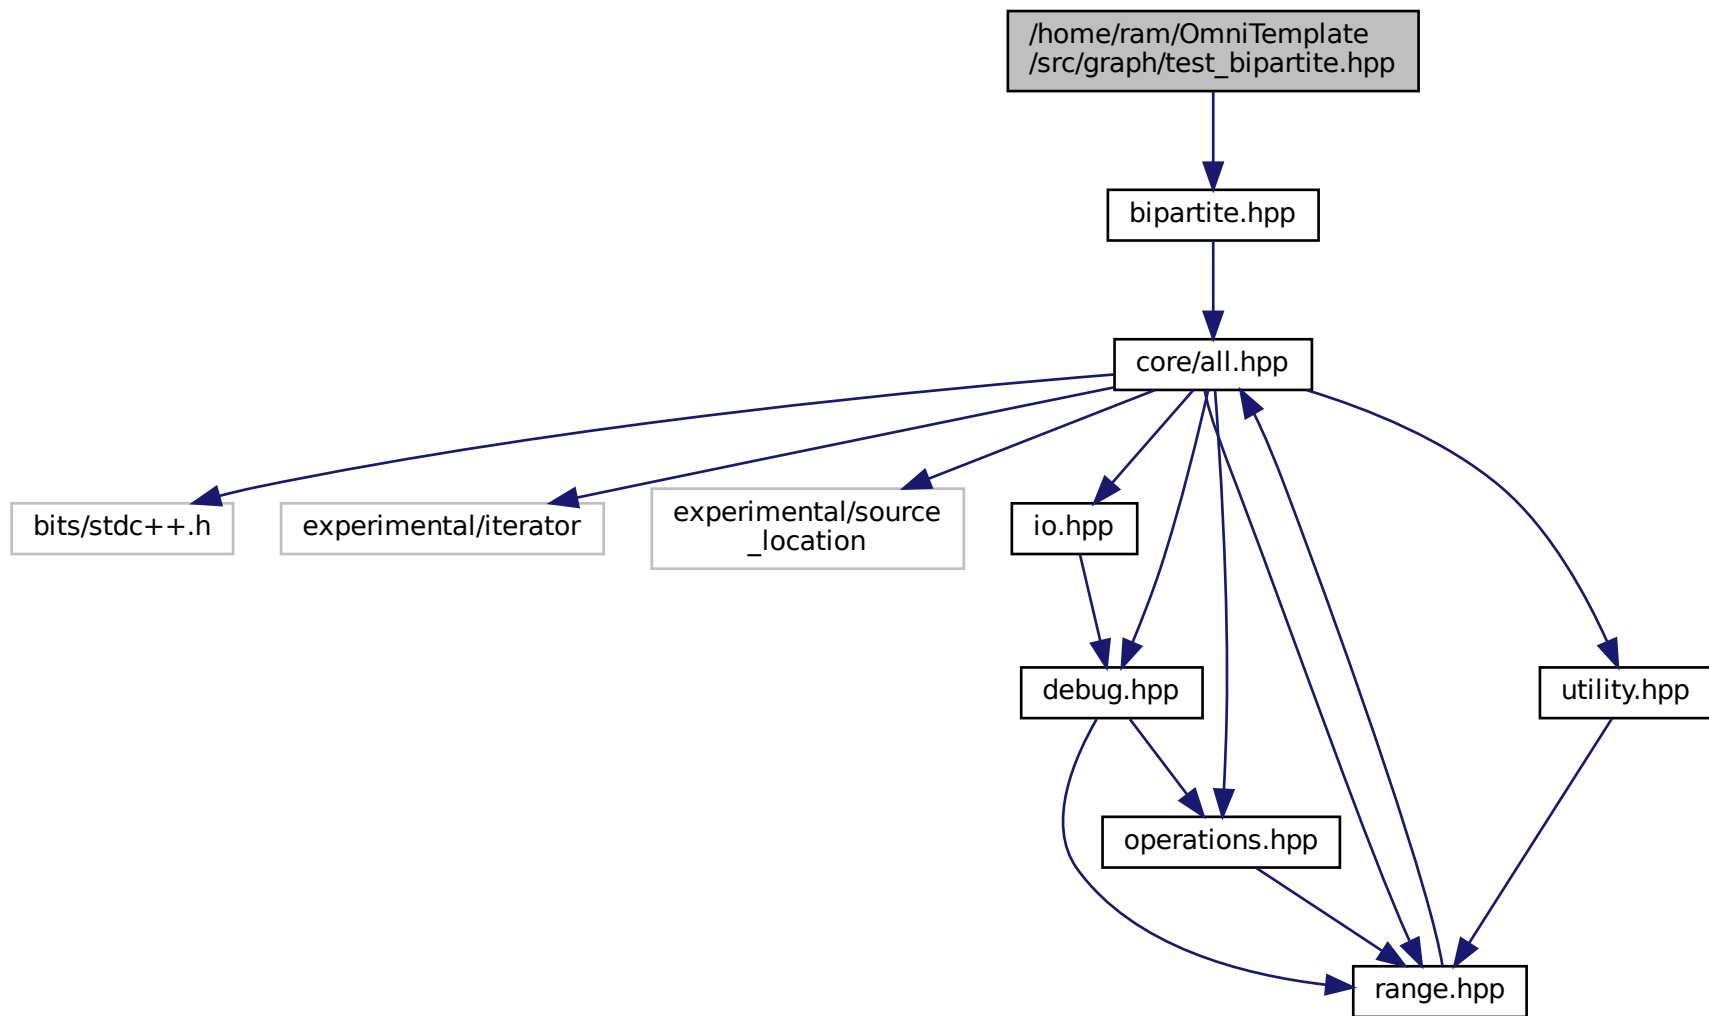 /home/ram/OmniTemplate
/src/graph/test_bipartite.hpp
bipartite.hpp
core/all.hpp
bits/stdc++.h
experimental/iterator
experimental/source
_location
io.hpp
debug.hpp
utility.hpp
operations.hpp
range.hpp